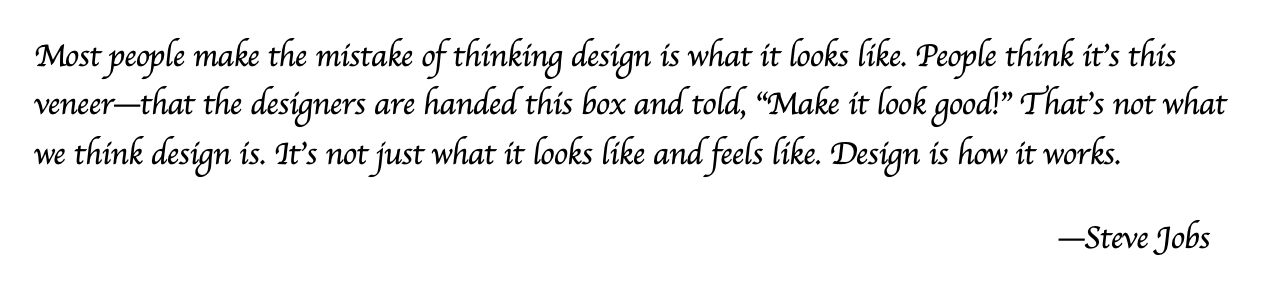 Most people make the mistake of thinking design is what it looks like. People think it’s this
veneer—that the designers are handed this box and told, “Make it look good!” That’s not what
we think design is. It’s not just what it looks like and feels like. Design is how it works.
—Steve Jobs